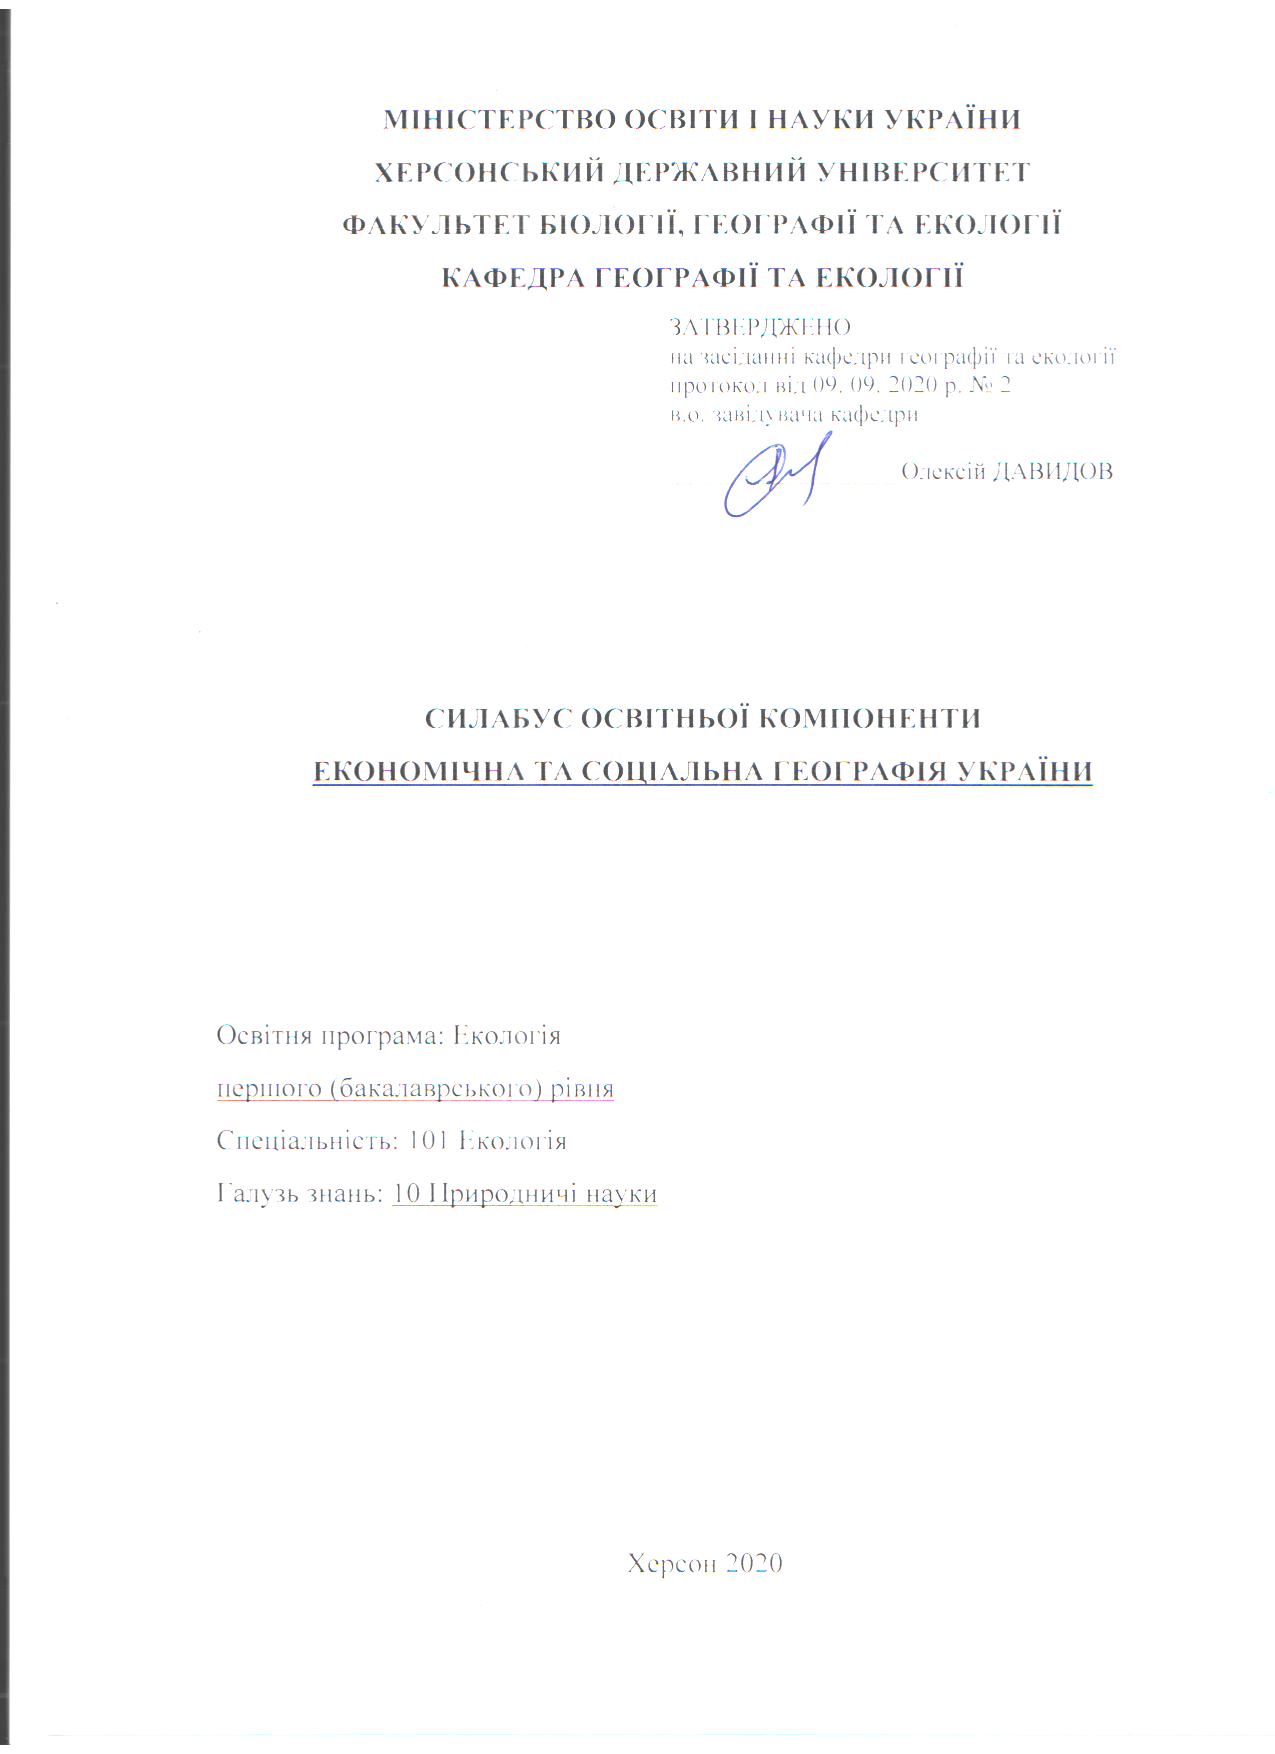 МІНІСТЕРСТВО ОСВІТИ І НАУКИ УКРАЇНИ
ХЕРСОНСЬКИЙ ДЕРЖАВНИЙ УНІВЕРСИТЕТ
ФАКУЛЬТЕТ БІОЛОГІЇ, ГЕОГРАФІЇ ТА ЕКОЛОГІЇ
КАФЕДРА ГЕОГРАФІЇ ТА ЕКОЛОГІЇ
ЗАТВЕРДЖЕНО
на засіданні кафедри географії та екології
протокол від 09. 09. 2020 р. № 2
в.о. завідувача кафедри
Олексій ДАВИДОВ
СИЛАБУС ОСВІТНЬОЇ КОМПОНЕНТИ
ЕКОНОМІЧНА ТА СОЦІАЛЬНА ГЕОГРАФІЯ УКРАЇНИ
Освітня програма: Екологія
першого (бакалаврського) рівня
Спеціальність: 101 Екологія
Галузь знань: 10 Природничі науки
Херсон 2020